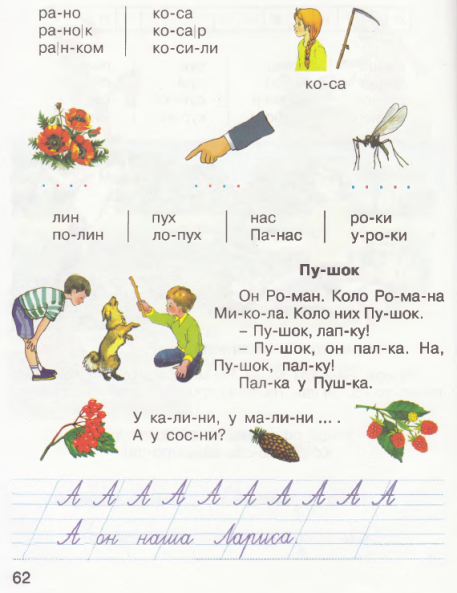 ра-но ко-са
ра-но|к ко-са|р
ра|н-ком ко-си-ли
ко-са
лин пух нас ро-ки
по-лин ло-пух Па-нас у-ро-ки
Пу-шок
Он Ро-ман. Коло Ро-ма-на
Ми-ко-ла. Коло них Пу-шок.
– Пу-шок, лап-ку!
– Пу-шок, он пал-ка. На,
Пу-шок, пал-ку!
Пал-ка у Пуш-ка.
У ка-ли-ни, у ма-ли-ни ... .
А у сос-ни?
А А А А А А А А А А
А он наша Лариса.
62